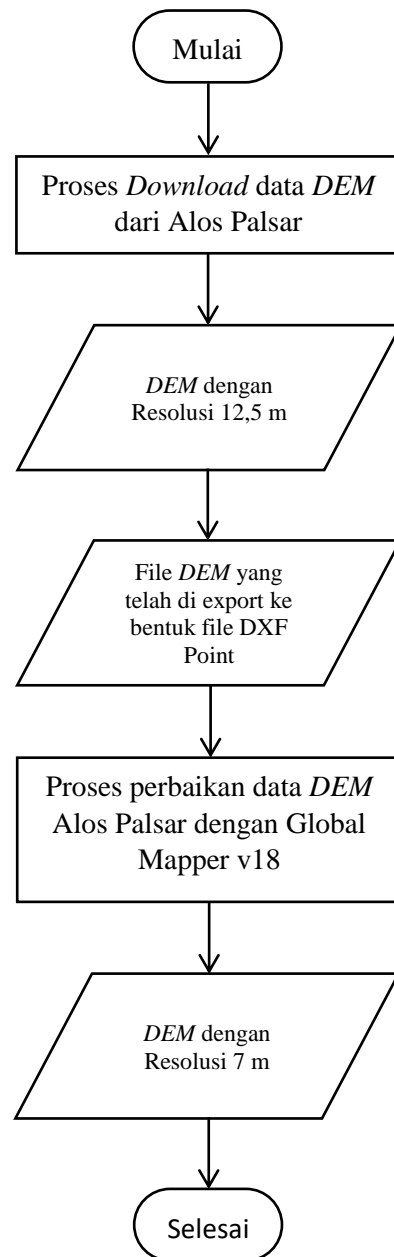 Mulai
Proses Download data DEM
dari Alos Palsar
DEM dengan
Resolusi 12,5 m
File DEM yang
telah di export ke
bentuk file DXF
Point
Proses perbaikan data DEM
Alos Palsar dengan Global
Mapper v18
DEM dengan
Resolusi 7 m
Selesai